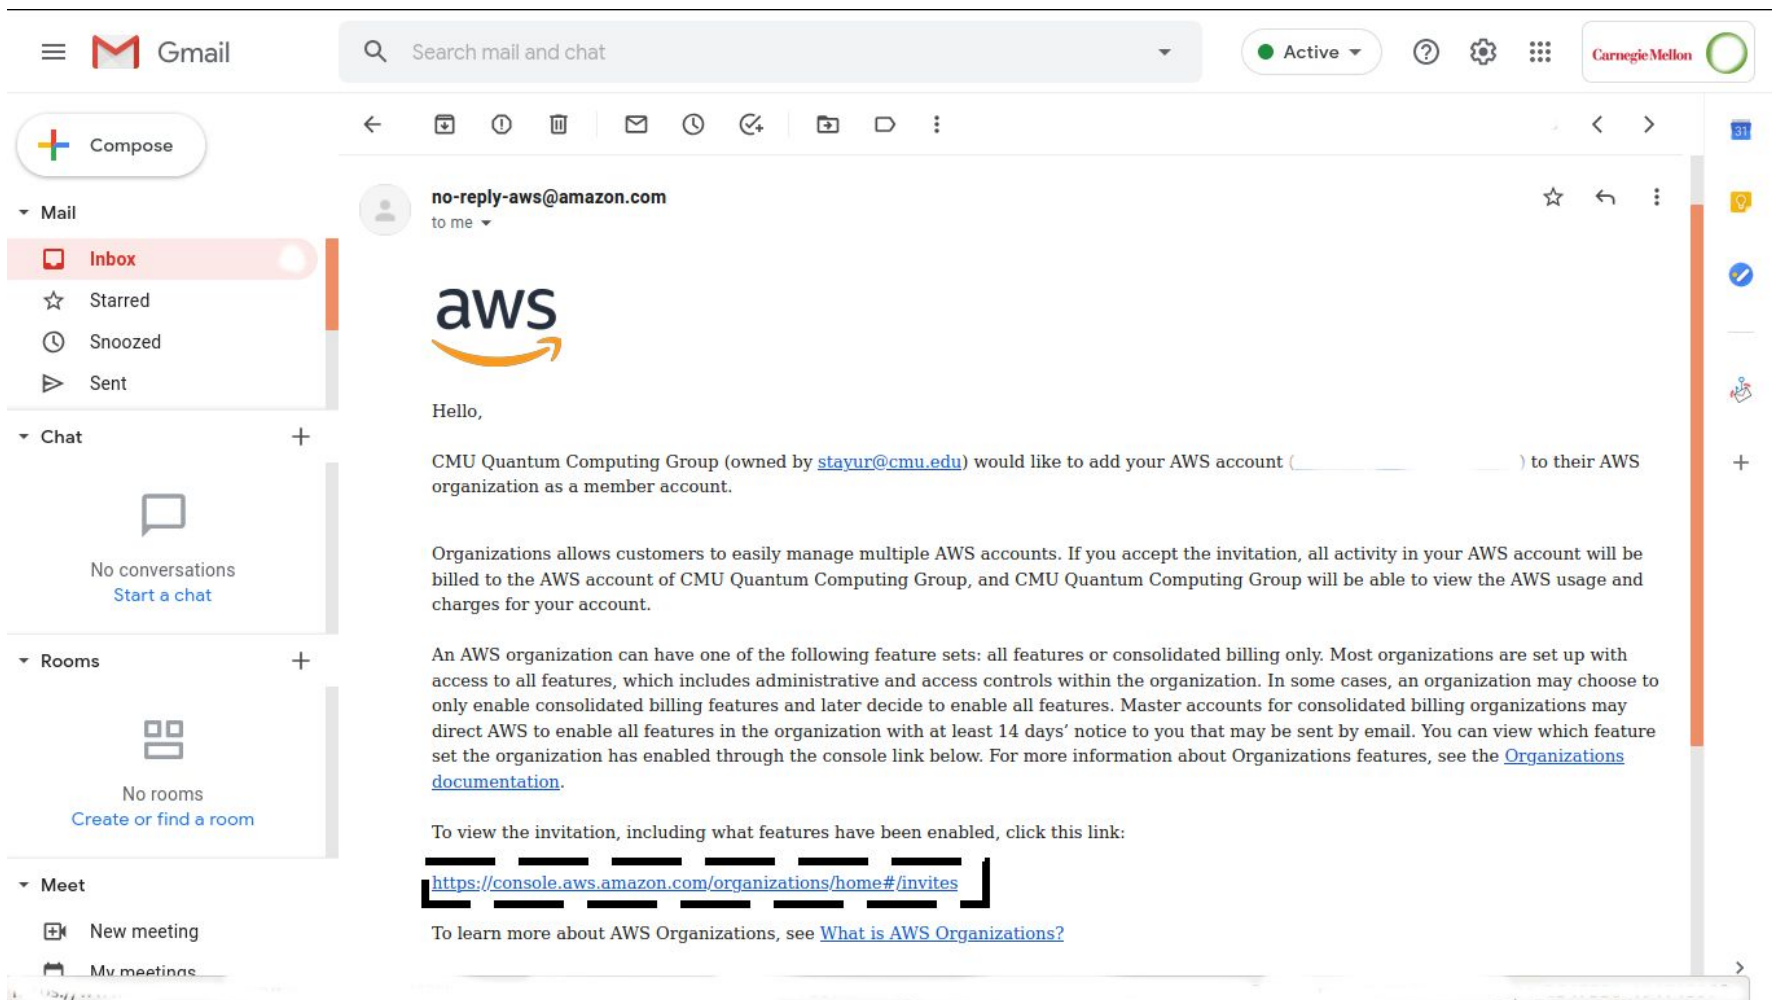 Gmail
Search mail and chat
Active
Carnegie Mellon
Compose
31
Mail
Inbox
Starred
Snoozed
Sent
Chat
No conversations
Start a chat
Rooms
No rooms
Create or find a room
Meet
New meeting
My meetings
no-reply-aws@amazon.com
to me
aws
Hello,
CMU Quantum Computing Group (owned by stayur@cmu.edu) would like to add your AWS account ( ) to their AWS
organization as a member account.
Organizations allows customers to easily manage multiple AWS accounts. If you accept the invitation, all activity in your AWS account will be
billed to the AWS account of CMU Quantum Computing Group, and CMU Quantum Computing Group will be able to view the AWS usage and
charges for your account.
An AWS organization can have one of the following feature sets: all features or consolidated billing only. Most organizations are set up with
access to all features, which includes administrative and access controls within the organization. In some cases, an organization may choose to
only enable consolidated billing features and later decide to enable all features. Master accounts for consolidated billing organizations may
direct AWS to enable all features in the organization with at least 14 days’ notice to you that may be sent by email. You can view which feature
set the organization has enabled through the console link below. For more information about Organizations features, see the Organizations
documentation.
To view the invitation, including what features have been enabled, click this link:
https://console.aws.amazon.com/organizations/home#/invites
To learn more about AWS Organizations, see What is AWS Organizations?